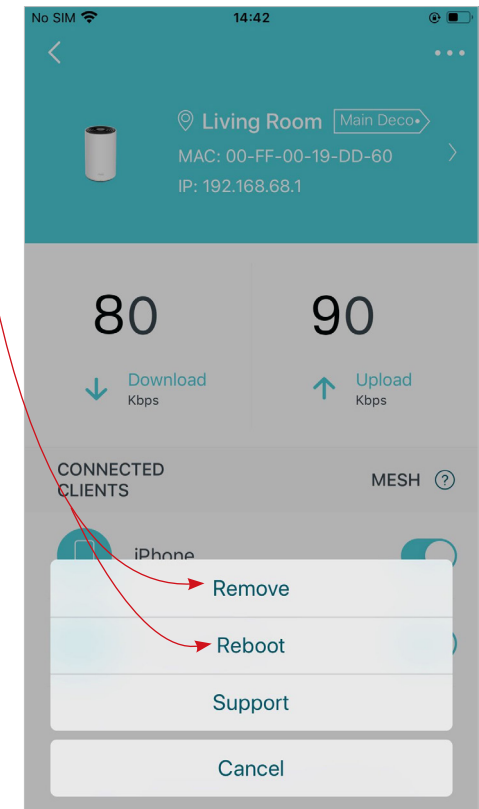 No SIM 14:42
Living Room Main Deco
MAC: 00-FF-00-19-DD-60
IP: 192.168.68.1
80 90
Download Upload
Kbps Kbps
CONNECTED
CLIENTS
MESH ?
iPhone
Remove
Reboot
Support
Cancel